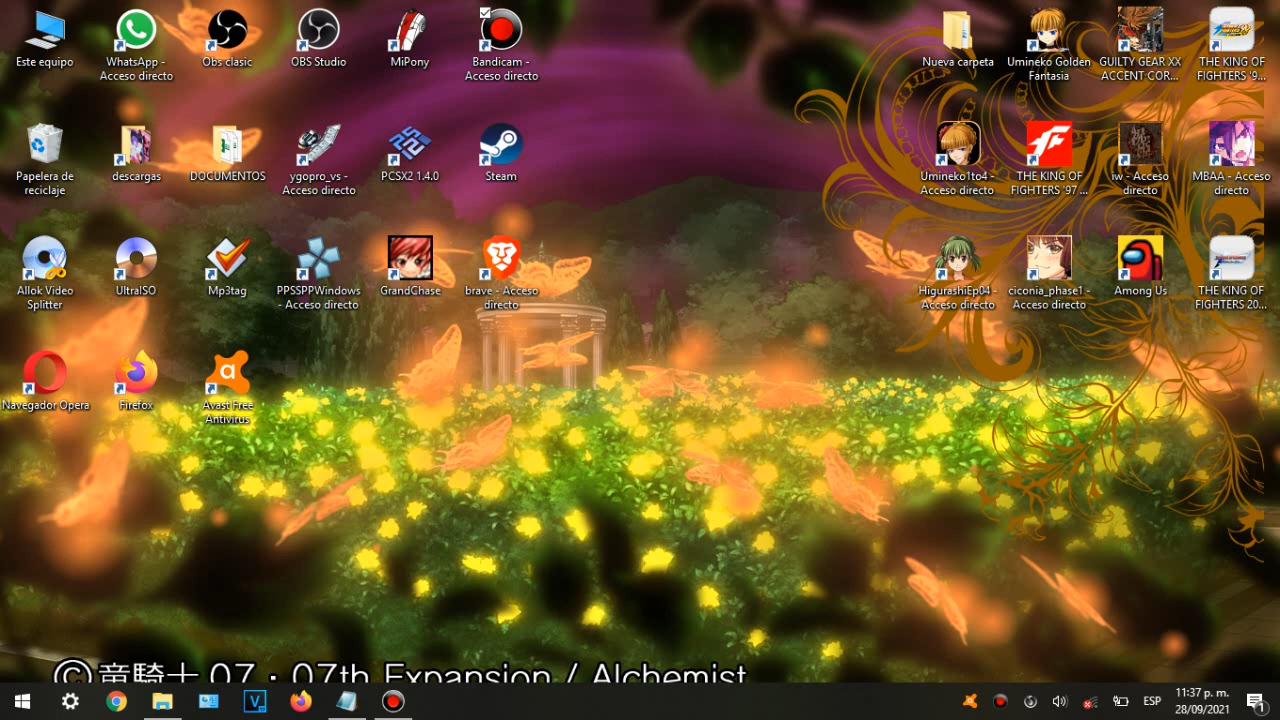 Este equipo
WhatsApp -
Acceso directo
Obs clasic
OBS Studio
MiPony
Bandicam -
Acceso directo
Nueva carpeta
Umineko Golden
Fantasia
GUILTY GEAR XX
ACCENT COR...
THE KING OF
FIGHTERS '9...
Papelera de
reciclaje
descargas
DOCUMENTOS
ygopro_vs -
Acceso directo
PCSX2 1.4.0
Steam
Umineko1to4 -
Acceso directo
THE KING OF
FIGHTERS '97 ...
iw - Acceso
directo
MBAA - Acceso
directo
Allok Video
Splitter
UltraISO
Mp3tag
PPSSPPWindows
- Acceso directo
GrandChase
brave - Acceso
directo
HigurashiEp04 -
Acceso directo
ciconia_phase1 -
Acceso directo
Among Us
THE KING OF
FIGHTERS 20...
Navegador Opera
Firefox
Avast Free
Antivirus
©竜騎士07・07th Expansion / Alchemist
ESP
11:37 p. m.
28/09/2021
1